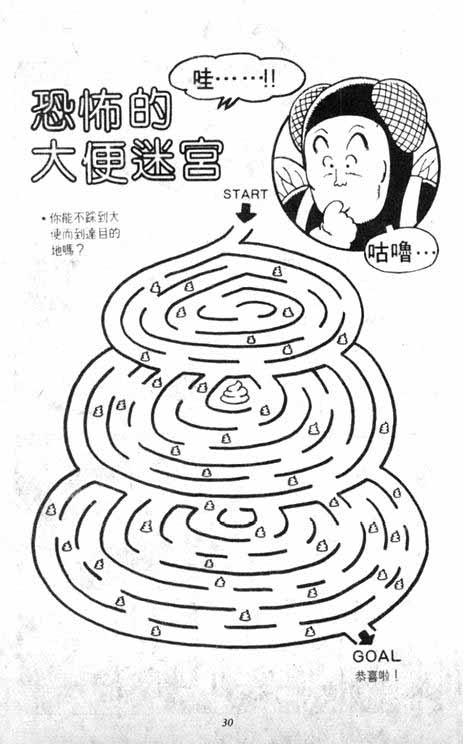 哇⋯⋯!!
恐怖的
大便迷宮
START
•你能不踩到大
便而到達目的
地嗎？
咕嚕⋯
GOAL
恭喜啦！
30